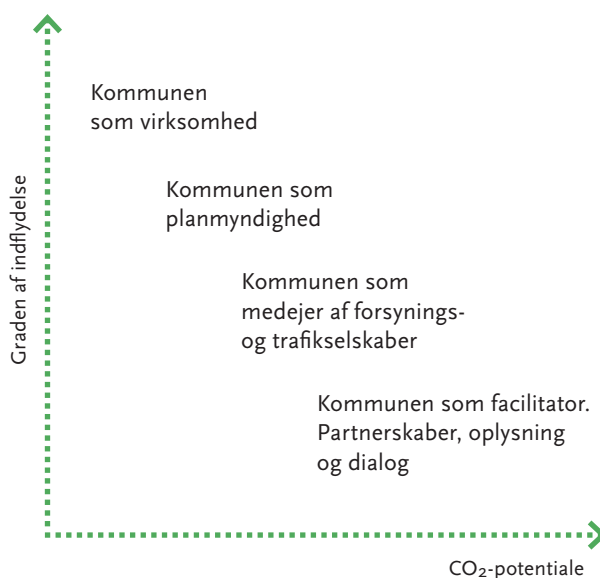 Kommunen
som virksomhed
Kommunen som
planmyndighed
Kommunen som
medejer af forsynings-
og trafikselskaber
Kommunen som facilitator.
Partnerskaber, oplysning
og dialog
Graden af indflydelse
CO₂-potentiale